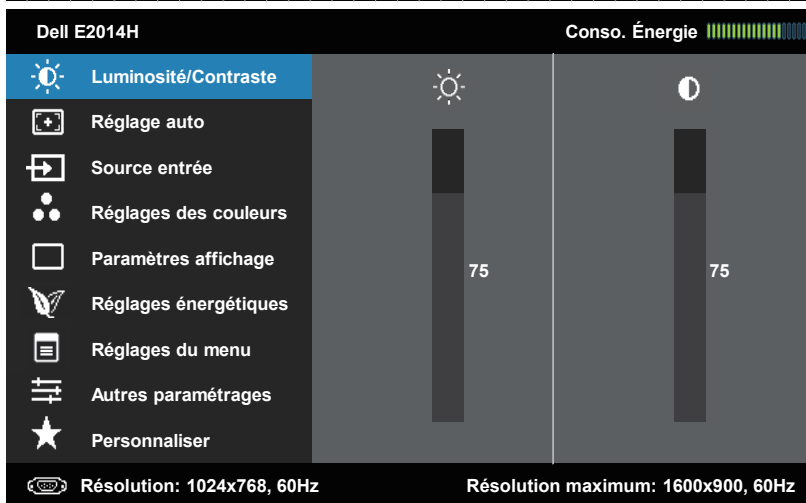 Dell E2014H
Conso. Énergie
Luminosité/Contraste
Réglage auto
Source entrée
Réglages des couleurs
Paramètres affichage
Réglages énergétiques
Réglages du menu
Autres paramétrages
Personnaliser
75
75
Résolution: 1024x768, 60Hz
Résolution maximum: 1600x900, 60Hz